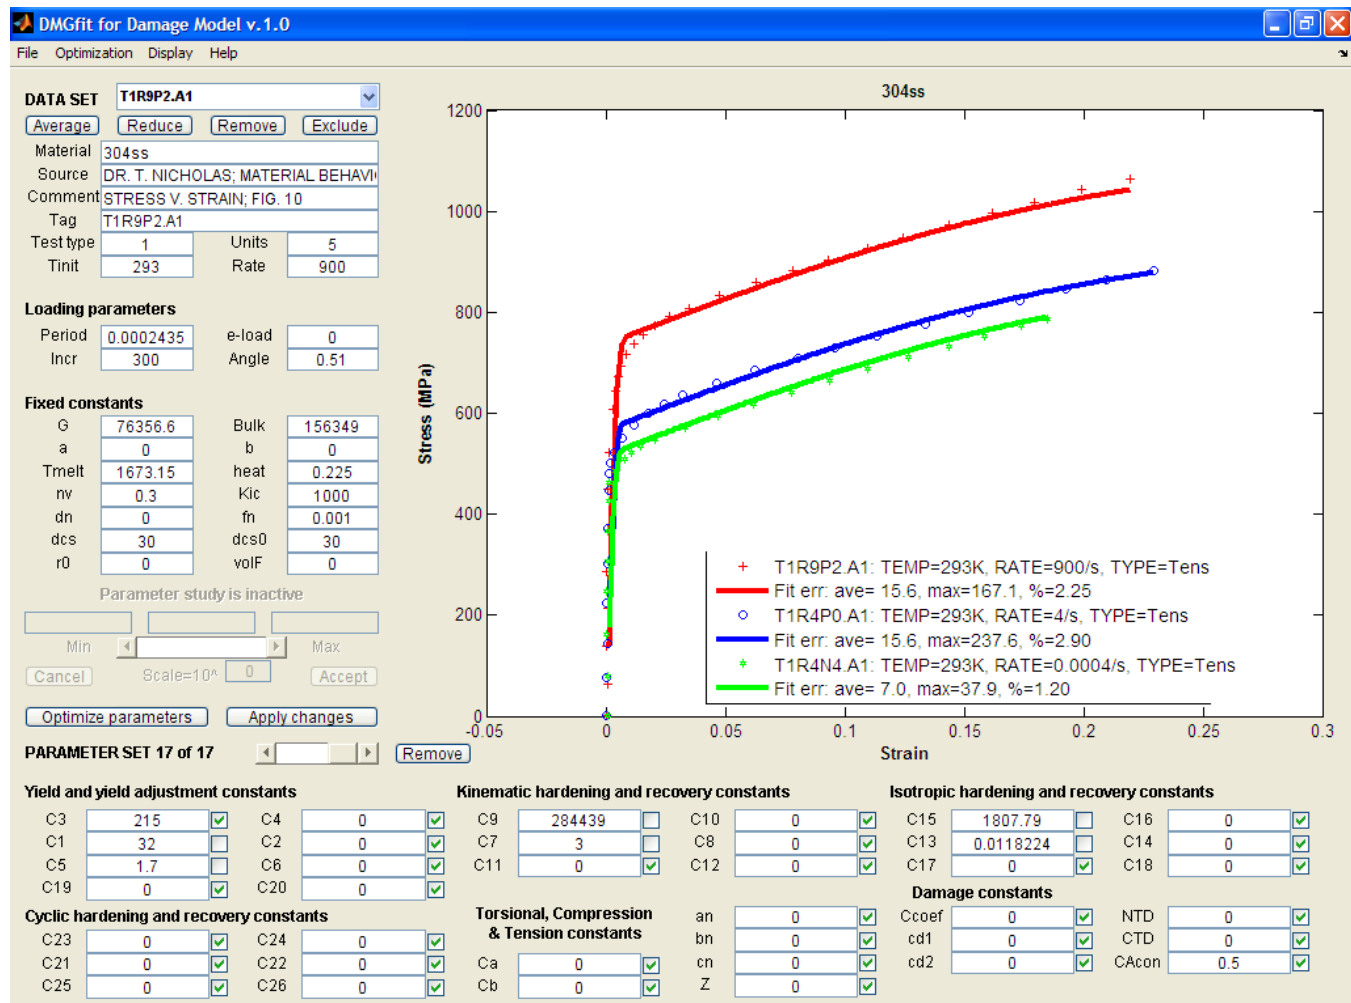 DMGfit for Damage Model v.1.0
File Optimization Display Help
DATA SET T1R9P2.A1
Average Reduce Remove Exclude
Material 304ss
Source DR. T. NICHOLAS; MATERIAL BEHAVI
Comment STRESS V. STRAIN; FIG. 10
Tag T1R9P2.A1
Test type 1 Units 5
Tinit 293 Rate 900
Loading parameters
Period 0.0002435 e-load 0
Incr 300 Angle 0.51
Fixed constants
G 76356.6 Bulk 156349
a 0 b 0
Tmelt 1673.15 heat 0.225
nv 0.3 Kic 1000
dn 0 fn 0.001
dcs 30 dcs0 30
r0 0 volF 0
Parameter study is inactive
Min Max
Cancel Scale=10^ 0 Accept
Optimize parameters Apply changes
PARAMETER SET 17 of 17 Remove
304ss
1200
1000
800
600
400
200
0
Stress (MPa)
-0.05 0 0.05 0.1 0.15 0.2 0.25 0.3
Strain
T1R9P2.A1: TEMP=293K, RATE=900/s, TYPE=Tens
Fit err: ave= 15.6, max=167.1, %=2.25
T1R4P0.A1: TEMP=293K, RATE=4/s, TYPE=Tens
Fit err: ave= 15.6, max=237.6, %=2.90
T1R4N4.A1: TEMP=293K, RATE=0.0004/s, TYPE=Tens
Fit err: ave= 7.0, max=37.9, %=1.20
Yield and yield adjustment constants
C3 215 C4 0
C1 32 C2 0
C5 1.7 C6 0
C19 0 C20 0
Kinematic hardening and recovery constants
C9 284439 C10 0
C7 3 C8 0
C11 0 C12 0
Isotropic hardening and recovery constants
C15 1807.79 C16 0
C13 0.0118224 C14 0
C17 0 C18 0
Cyclic hardening and recovery constants
C23 0 C24 0
C21 0 C22 0
C25 0 C26 0
Torsional, Compression
& Tension constants
Ca 0
Cb 0
an 0
bn 0
cn 0
Z 0
Damage constants
Ccoef 0 NTD 0
cd1 0 CTD 0
cd2 0 CAcon 0.5